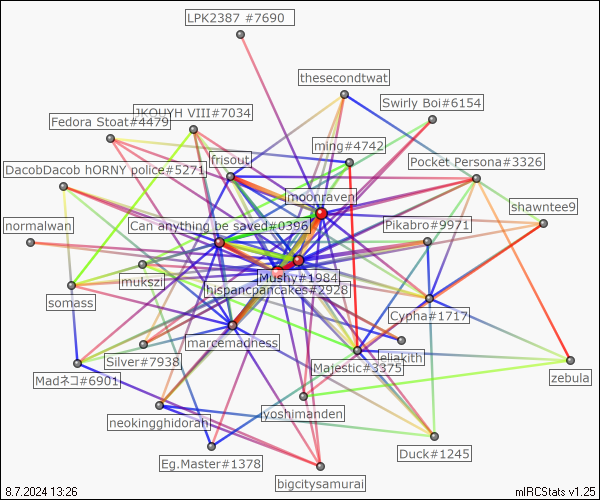 LPK2387 #7690
thesecondtwat
Swirly Boi#6154
JKOUYH VIII#7034
Fedora Stoat#4479
ming#4742
frisout
Pocket Persona#3326
DacobDacob hORNY police#5271
moonraven
shawntee9
normalwan
Can anything be saved#0396
Pikabro#9971
mukszi
Mushy#1984
hispancpancakes#2928
somass
Cypha#1717
marcemadness
Silver#7938
eliakith
Majestic#3375
zebula
Madネコ#6901
yoshimanden
neokingghidorah
Duck#1245
Eg.Master#1378
bigcitysamurai
8.7.2024 13:26
mIRCStats v1.25